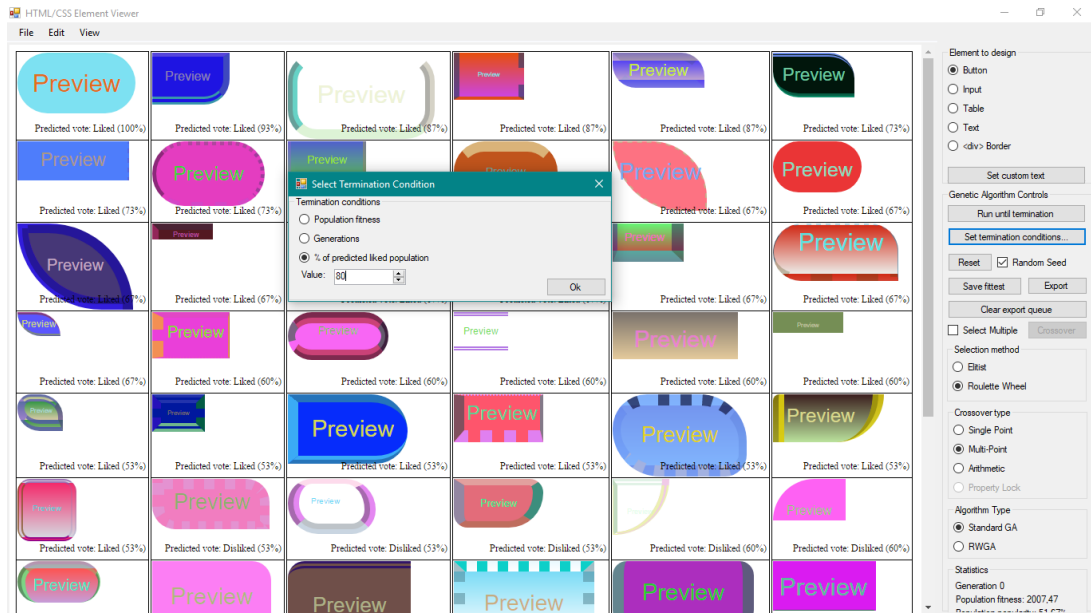 HTML/CSS Element Viewer
File Edit View
Preview Preview Preview Preview Preview Preview
Predicted vote: Liked (100%) Predicted vote: Liked (93%) Predicted vote: Liked (87%) Predicted vote: Liked (87%) Predicted vote: Liked (87%) Predicted vote: Liked (73%)
Preview Preview Preview Preview Preview Preview
Predicted vote: Liked (73%) Predicted vote: Liked (73%) Predicted vote: Liked (67%) Predicted vote: Liked (67%)
Select Termination Condition
Termination conditions
Population fitness
Generations
% of predicted liked population
Value: 80
Ok
Preview Preview Preview Preview
Predicted vote: Liked (67%) Predicted vote: Liked (67%) Predicted vote: Liked (67%) Predicted vote: Liked (67%)
Preview Preview Preview Preview Preview Preview
Predicted vote: Liked (67%) Predicted vote: Liked (60%) Predicted vote: Liked (60%) Predicted vote: Liked (60%) Predicted vote: Liked (60%) Predicted vote: Liked (60%)
Preview Preview Preview Preview Preview Preview
Predicted vote: Liked (53%) Predicted vote: Liked (53%) Predicted vote: Liked (53%) Predicted vote: Liked (53%) Predicted vote: Liked (53%) Predicted vote: Liked (53%)
Preview Preview Preview Preview Preview Preview
Predicted vote: Liked (53%) Predicted vote: Disliked (53%) Predicted vote: Disliked (53%) Predicted vote: Disliked (53%) Predicted vote: Disliked (60%) Predicted vote: Disliked (60%)
Preview Preview Preview Preview Preview Preview
Element to design
Button
Input
Table
Text
<div> Border
Set custom text
Genetic Algorithm Controls
Run until termination
Set termination conditions...
Reset Random Seed
Save fittest Export
Clear export queue
Select Multiple Crossover
Selection method
Elitist
Roulette Wheel
Crossover type
Single Point
Multi-Point
Arithmetic
Property Lock
Algorithm Type
Standard GA
RWGA
Statistics
Generation 0
Population fitness: 2007,47